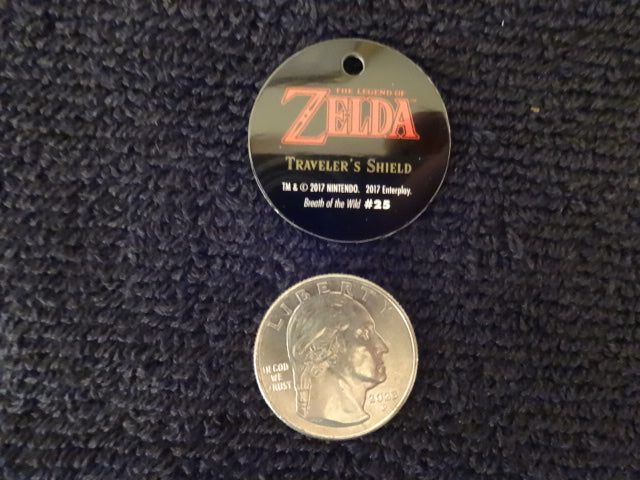 THE LEGEND OF
ZELDA™
TRAVELER'S SHIELD
TM & © 2017 NINTENDO. 2017 Enterplay.
Breath of the Wild #25
LIBERTY
IN GOD
WE
TRUST